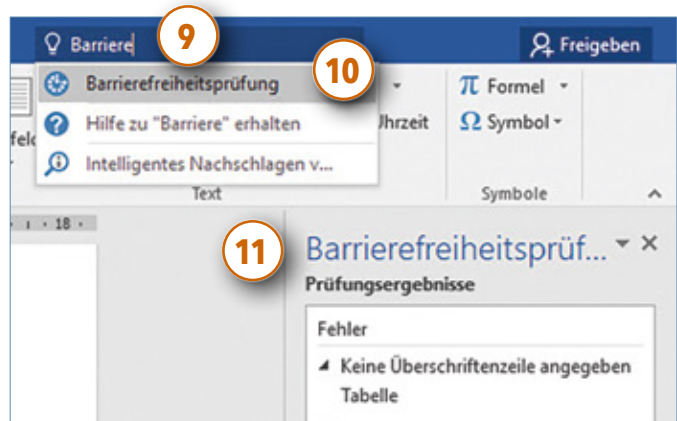 Barriere
9
Freigeben
Barrierefreiheitsprüfung
10
π Formel
feld
Hilfe zu "Barriere" erhalten
Uhrzeit
Ω Symbol
Intelligentes Nachschlagen v...
Text
Symbole
18
11
Barrierefreiheitsprüf...
Prüfungsergebnisse
Fehler
Keine Überschriftenzeile angegeben
Tabelle